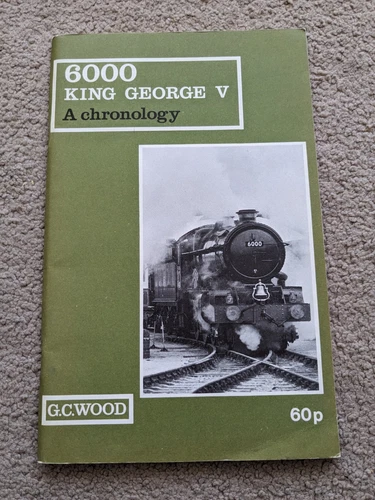 6000
KING GEORGE V
A chronology
6000
G.C.WOOD
60p